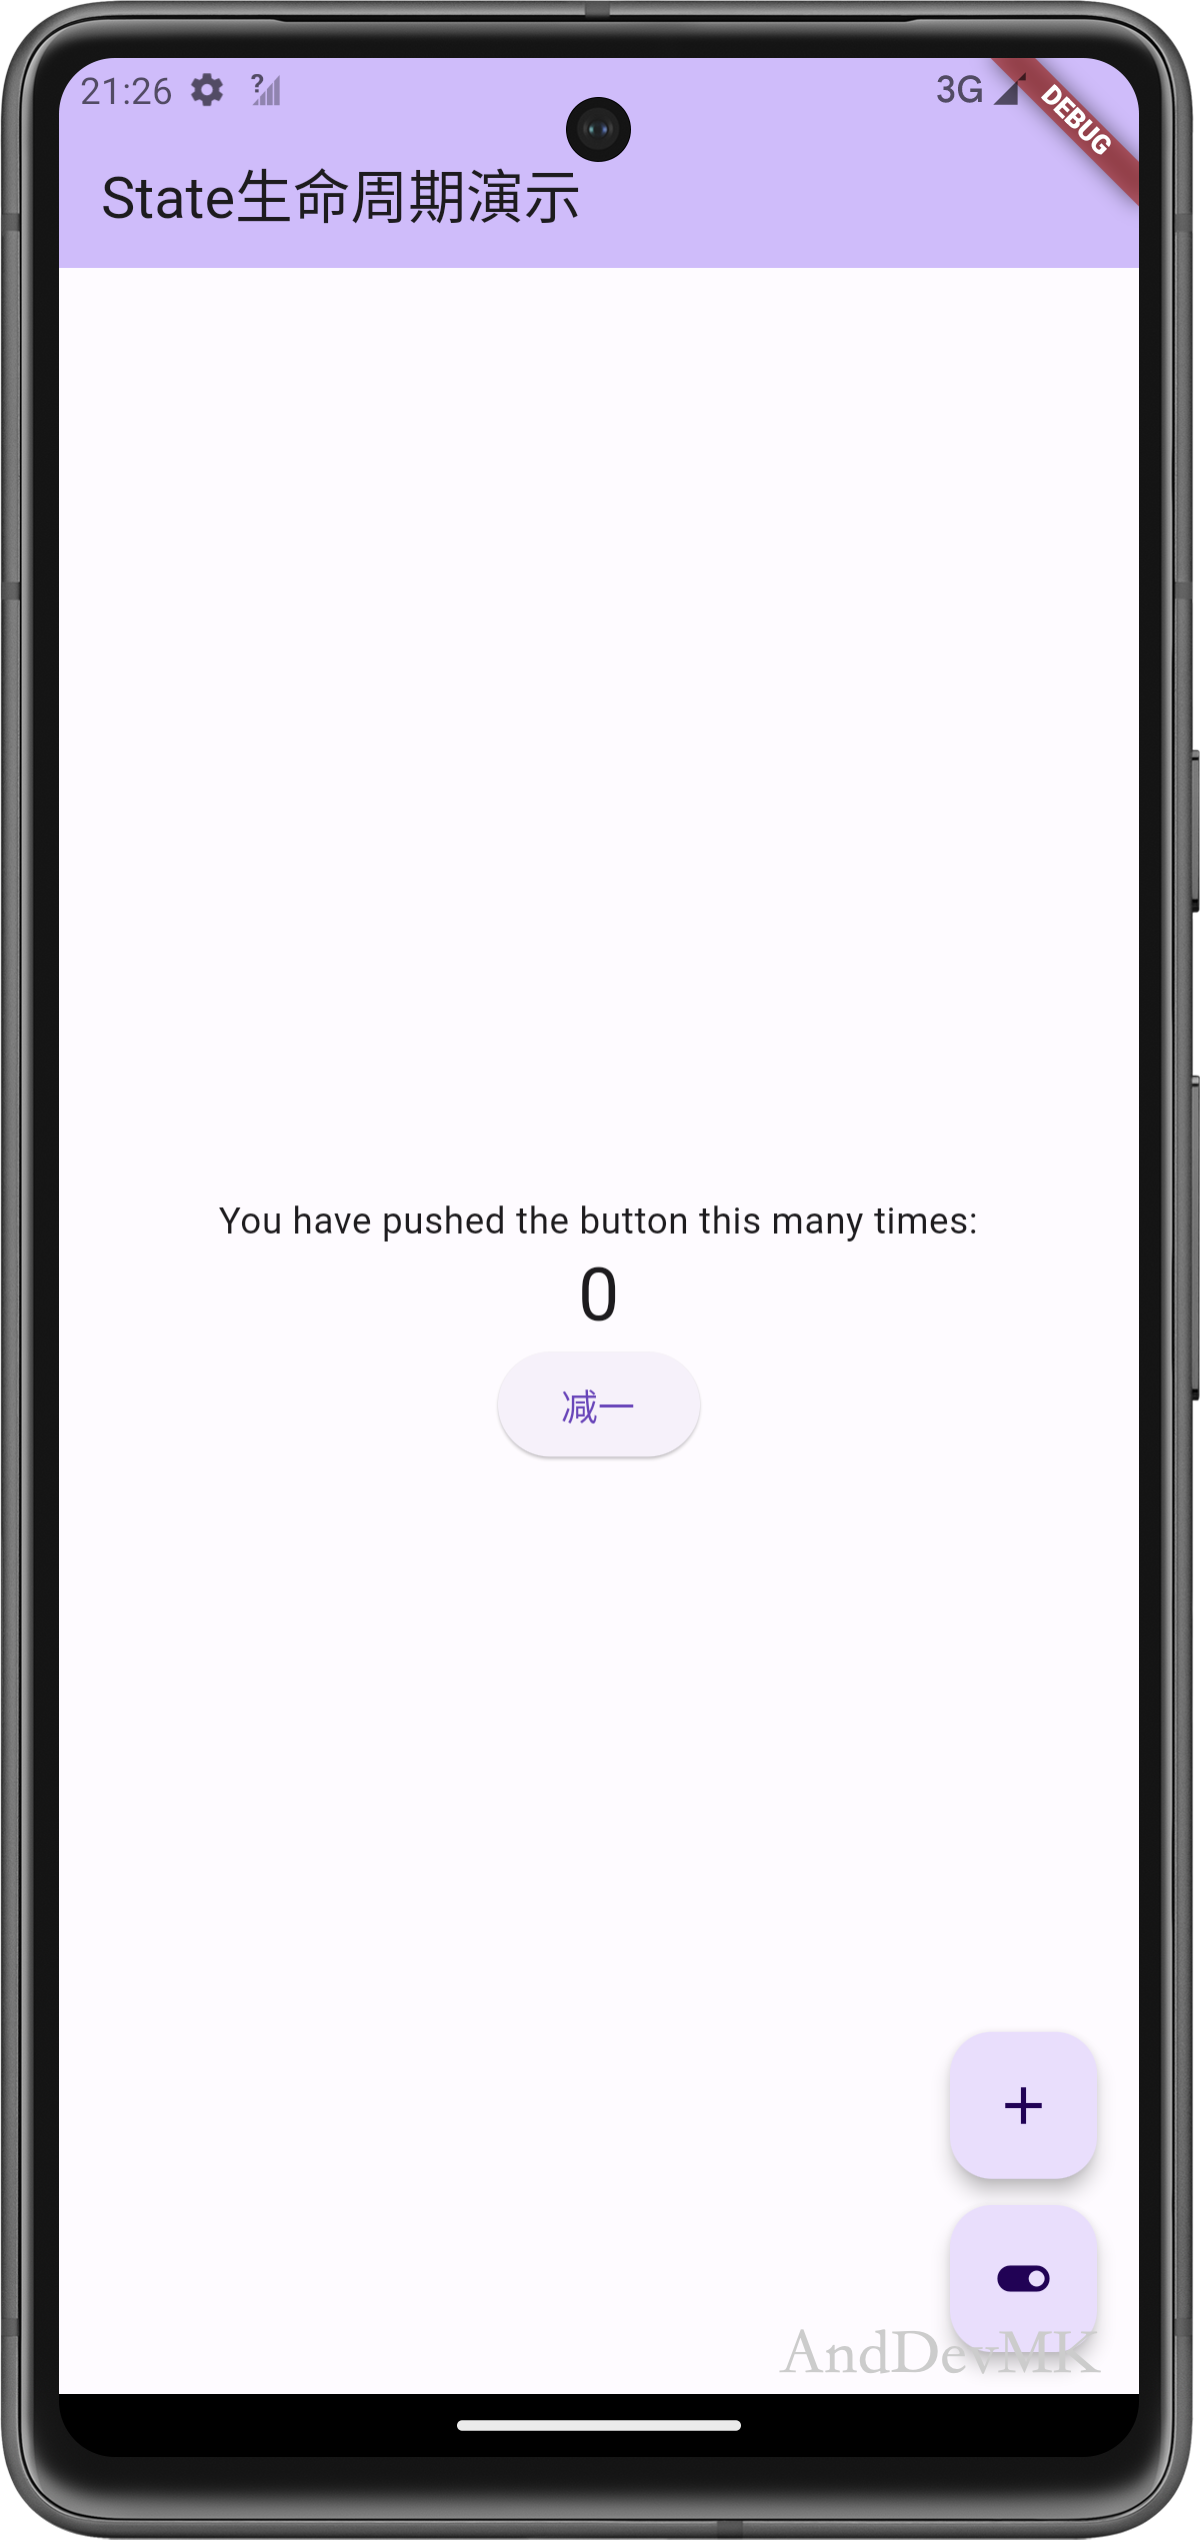 21:26
3G
DEBUG
State生命周期演示
You have pushed the button this many times:
0
减一
AndDevMK